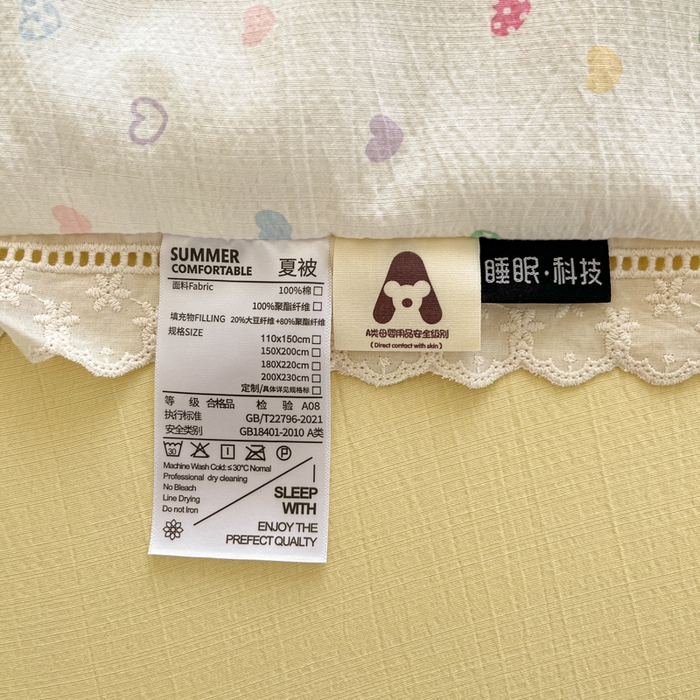 SUMMER
COMFORTABLE 夏被
面料Fabric 100%棉
100%聚酯纤维
填充物FILLING 20%大豆纤维+80%聚酯纤维
规格SIZE
110x150cm
150X200cm
180X220cm
200X230cm
定制/具体详见规格标
等 级 合格品 检 验 A08
执行标准 GB/T22796-2021
安全类别 GB18401-2010 A类
30 P
Machine Wash Cold: ≤30°C Nomal
Professional dry cleaning
No Bleach
Line Drying
Do not Iron
SLEEP
WITH
ENJOY THE
PREFECT QUAILTY
A类母婴用品安全级别
( Direct contact with skin )
睡眠·科技